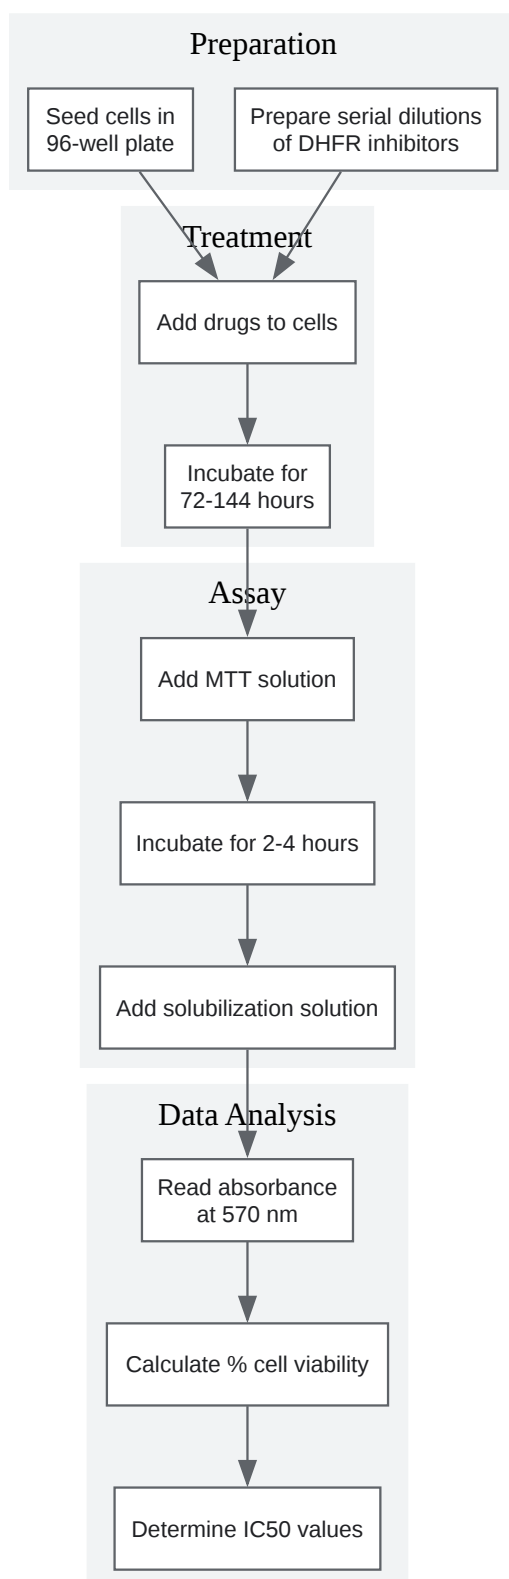 Preparation
Seed cells in
96-well plate
Prepare serial dilutions
of DHFR inhibitors
Treatment
Add drugs to cells
Incubate for
72-144 hours
Assay
Add MTT solution
Incubate for 2-4 hours
Add solubilization solution
Data Analysis
Read absorbance
at 570 nm
Calculate % cell viability
Determine IC50 values